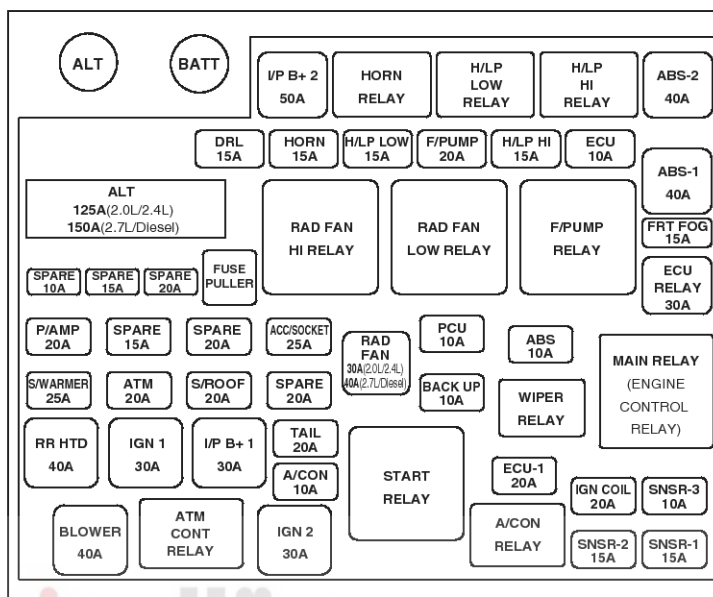 ALT
BATT
I/P B+ 2
50A
HORN
RELAY
H/LP
LOW
RELAY
H/LP
HI
RELAY
ABS-2
40A
DRL
15A
HORN
15A
H/LP LOW
15A
F/PUMP
20A
H/LP HI
15A
ECU
10A
ABS-1
40A
ALT
125A(2.0L/2.4L)
150A(2.7L/Diesel)
RAD FAN
HI RELAY
RAD FAN
LOW RELAY
F/PUMP
RELAY
FRT FOG
15A
SPARE
10A
SPARE
15A
SPARE
20A
FUSE
PULLER
ECU
RELAY
30A
P/AMP
20A
SPARE
15A
SPARE
20A
ACC/SOCKET
25A
RAD
FAN
30A(2.0L/2.4L)
40A(2.7L/Diesel)
PCU
10A
ABS
10A
MAIN RELAY
(ENGINE
CONTROL
RELAY)
S/WARMER
25A
ATM
20A
S/ROOF
20A
SPARE
20A
BACK UP
10A
WIPER
RELAY
RR HTD
40A
IGN 1
30A
I/P B+ 1
30A
TAIL
20A
A/CON
10A
START
RELAY
ECU-1
20A
IGN COIL
20A
SNSR-3
10A
BLOWER
40A
ATM
CONT
RELAY
IGN 2
30A
A/CON
RELAY
SNSR-2
15A
SNSR-1
15A